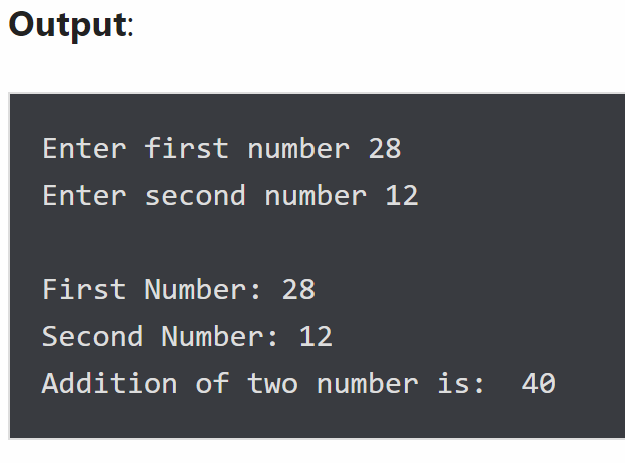 Output:
Enter first number 28
Enter second number 12
First Number: 28
Second Number: 12
Addition of two number is:  40